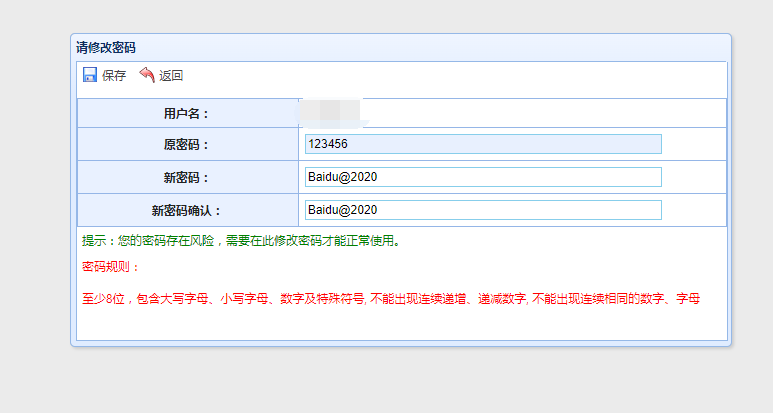 请修改密码
保存 返回
用户名：
原密码： 123456
新密码： Baidu@2020
新密码确认： Baidu@2020
提示：您的密码存在风险，需要在此修改密码才能正常使用。
密码规则：
至少8位，包含大写字母、小写字母、数字及特殊符号, 不能出现连续递增、递减数字, 不能出现连续相同的数字、字母